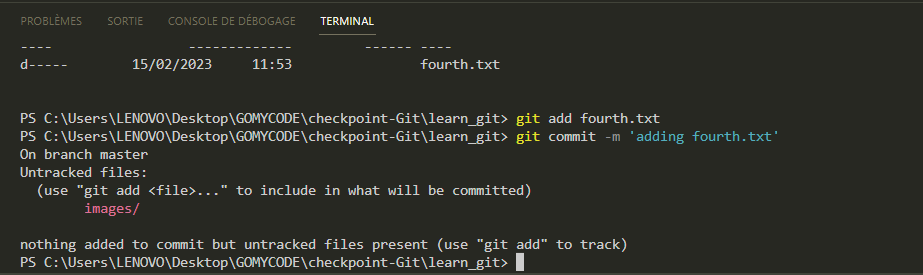 PROBLÈMES SORTIE CONSOLE DE DÉBOGAGE TERMINAL
---- ------------- ------ ----
d----- 15/02/2023 11:53 fourth.txt
PS C:\Users\LENOVO\Desktop\GOMYCODE\checkpoint-Git\learn_git> git add fourth.txt
PS C:\Users\LENOVO\Desktop\GOMYCODE\checkpoint-Git\learn_git> git commit -m 'adding fourth.txt'
On branch master
Untracked files:
  (use "git add <file>..." to include in what will be committed)
        images/
nothing added to commit but untracked files present (use "git add" to track)
PS C:\Users\LENOVO\Desktop\GOMYCODE\checkpoint-Git\learn_git>